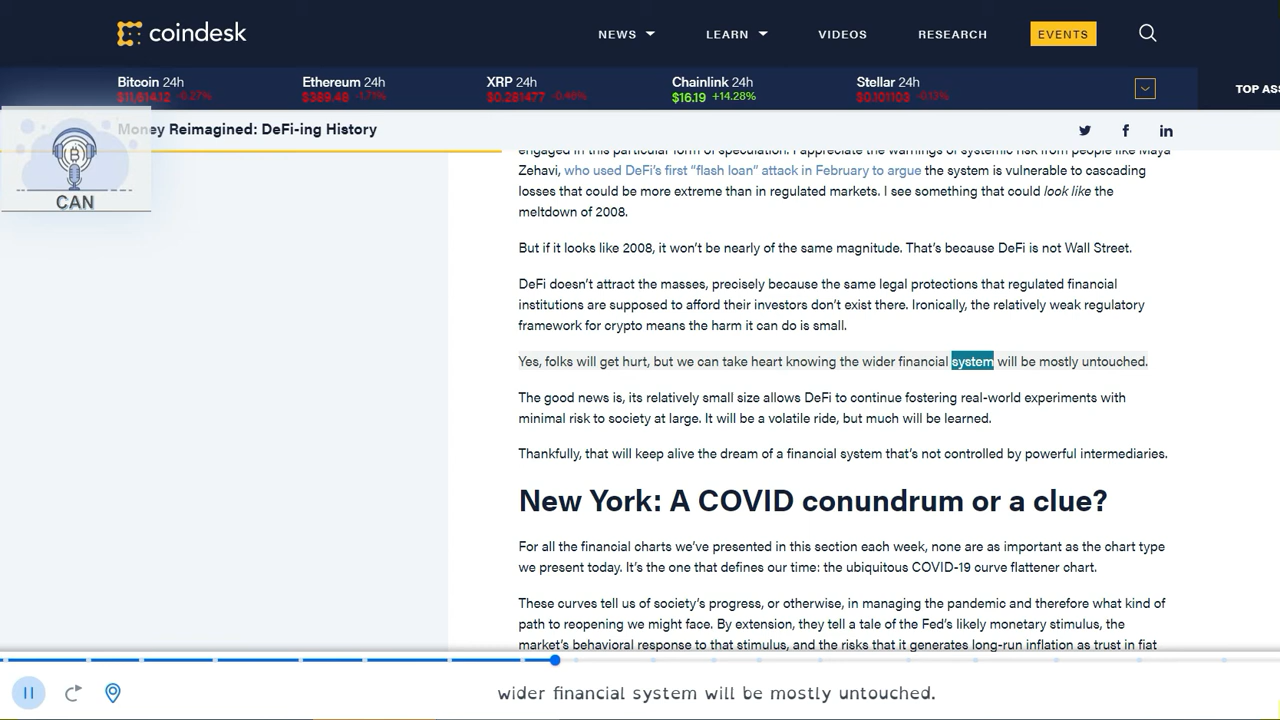 coindesk
NEWS LEARN VIDEOS RESEARCH EVENTS
Bitcoin 24h Ethereum 24h XRP 24h Chainlink 24h Stellar 24h
$11,614.12 -0.27% $389.48 -1.71% $0.281477 -0.46% $16.19 +14.28% $0.101103 -0.13%
TOP ASS
Money Reimagined: DeFi-ing History
CAN
engaged in this particular form of speculation. I appreciate the warnings of systemic risk from people like Maya
Zehavi, who used DeFi’s first “flash loan” attack in February to argue the system is vulnerable to cascading
losses that could be more extreme than in regulated markets. I see something that could look like the
meltdown of 2008.
But if it looks like 2008, it won’t be nearly of the same magnitude. That’s because DeFi is not Wall Street.
DeFi doesn’t attract the masses, precisely because the same legal protections that regulated financial
institutions are supposed to afford their investors don’t exist there. Ironically, the relatively weak regulatory
framework for crypto means the harm it can do is small.
Yes, folks will get hurt, but we can take heart knowing the wider financial system will be mostly untouched.
The good news is, its relatively small size allows DeFi to continue fostering real-world experiments with
minimal risk to society at large. It will be a volatile ride, but much will be learned.
Thankfully, that will keep alive the dream of a financial system that’s not controlled by powerful intermediaries.
New York: A COVID conundrum or a clue?
For all the financial charts we’ve presented in this section each week, none are as important as the chart type
we present today. It’s the one that defines our time: the ubiquitous COVID-19 curve flattener chart.
These curves tell us of society’s progress, or otherwise, in managing the pandemic and therefore what kind of
path to reopening we might face. By extension, they tell a tale of the Fed’s likely monetary stimulus, the
market’s behavioral response to that stimulus, and the risks that it generates long-run inflation as trust in fiat
wider financial system will be mostly untouched.